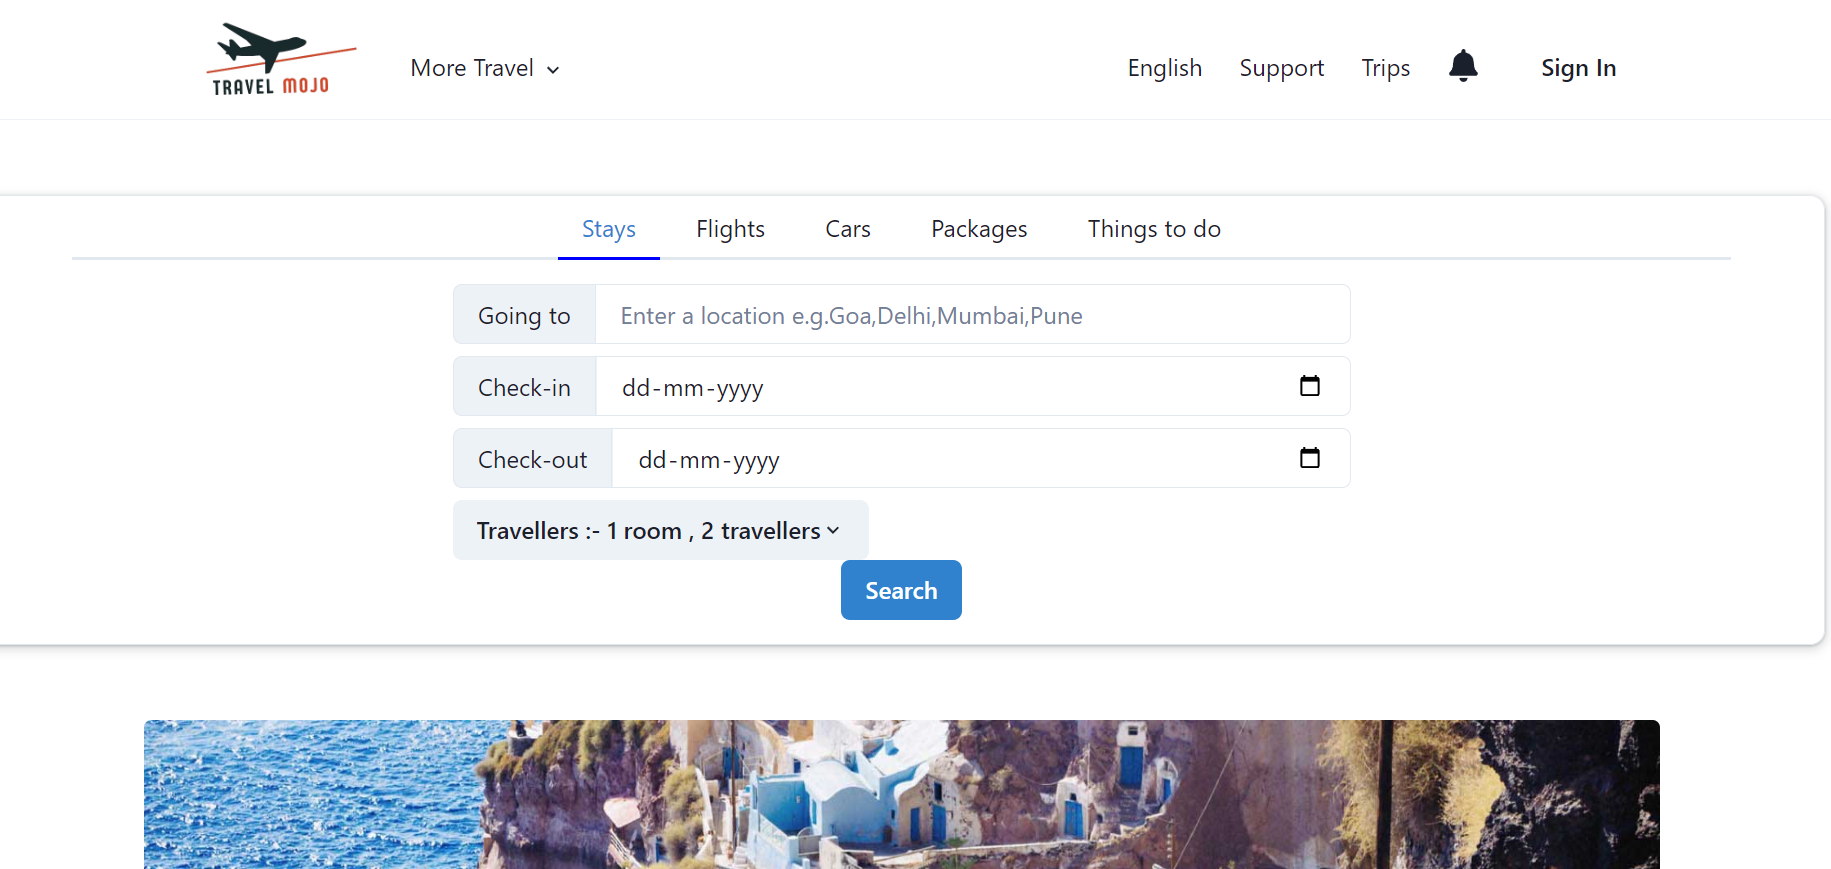 TRAVEL MOJO
More Travel
English Support Trips Sign In
Stays Flights Cars Packages Things to do
Going to Enter a location e.g.Goa,Delhi,Mumbai,Pune
Check-in dd-mm-yyyy
Check-out dd-mm-yyyy
Travellers :- 1 room , 2 travellers
Search